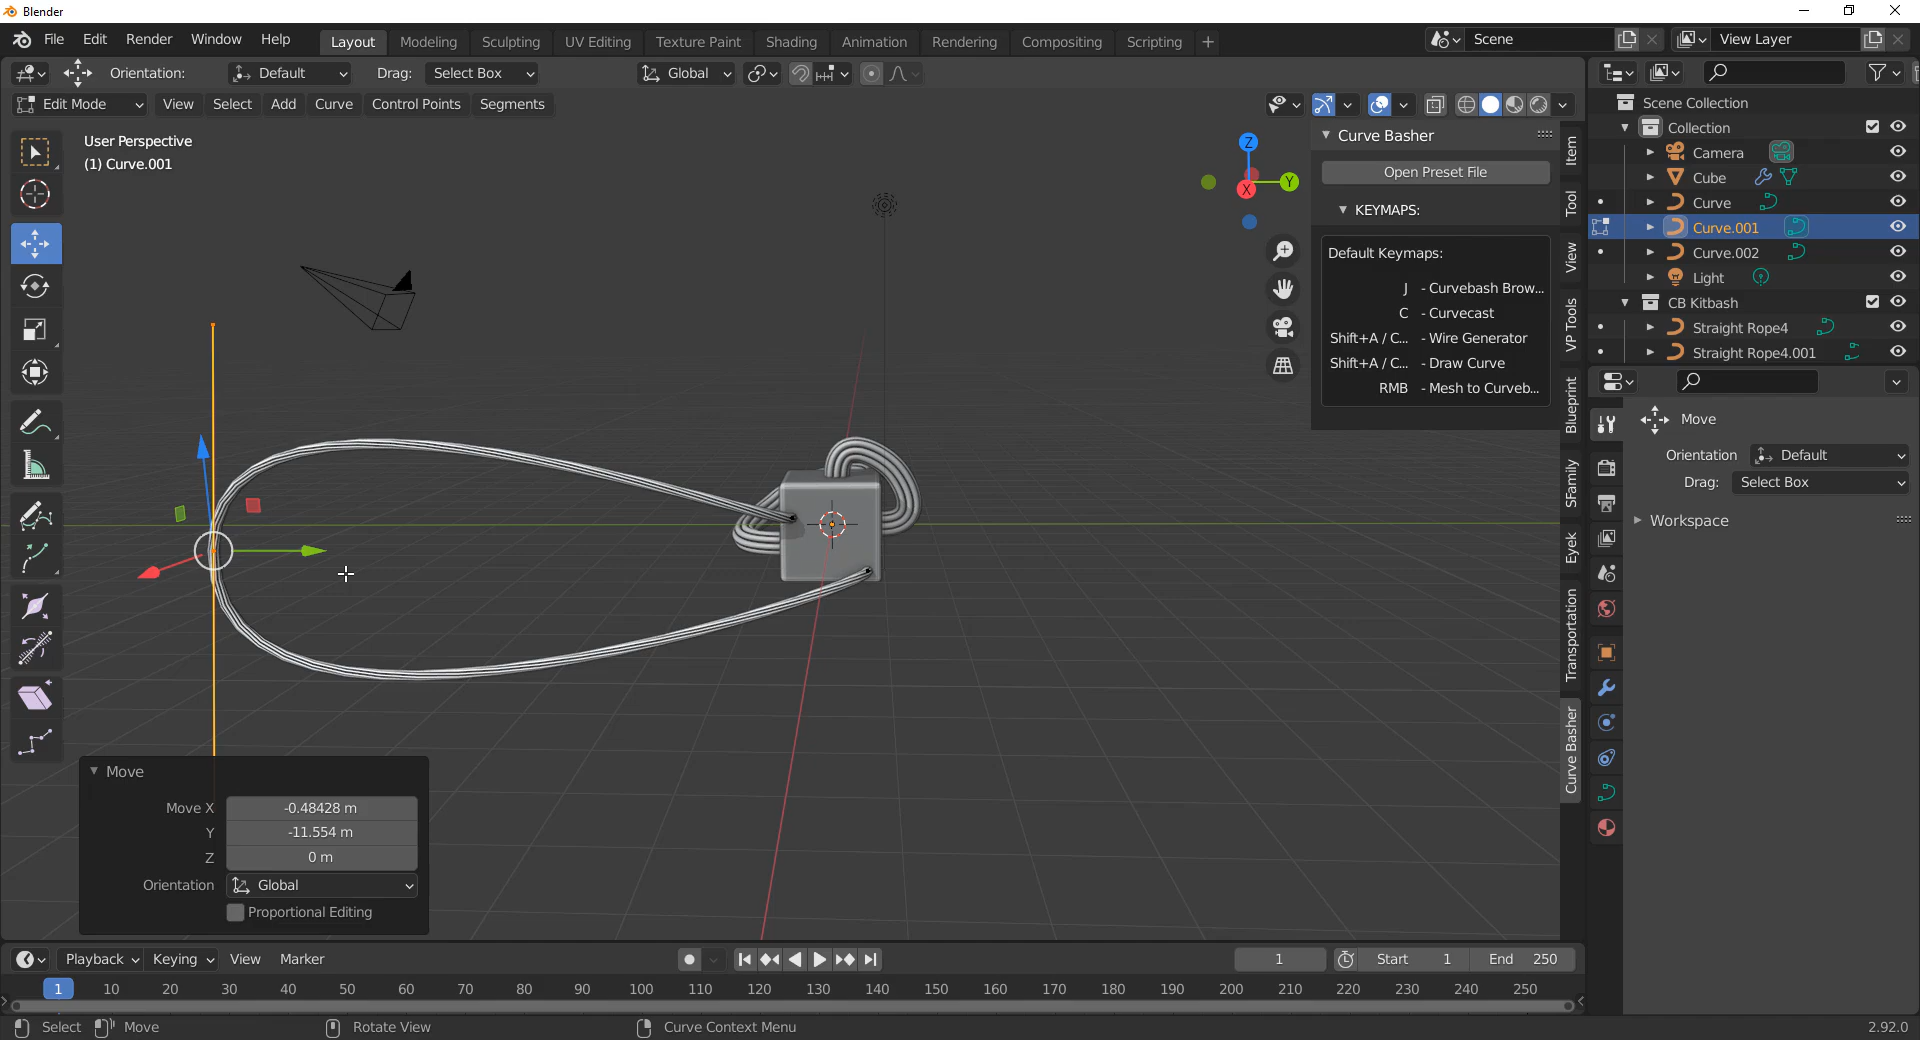 Blender
File Edit Render Window Help
Layout Modeling Sculpting UV Editing Texture Paint Shading Animation Rendering Compositing Scripting +
Scene
View Layer
Orientation: Default Drag: Select Box
Global
Edit Mode View Select Add Curve Control Points Segments
User Perspective
(1) Curve.001
Z
Y
X
Curve Basher
Open Preset File
KEYMAPS:
Default Keymaps:
J - Curvebash Brow...
C - Curvecast
Shift+A / C... - Wire Generator
Shift+A / C... - Draw Curve
RMB - Mesh to Curveb...
Item
Tool
View
VP Tools
Blueprint
SFamily
Eyek
Transportation
Curve Basher
Scene Collection
Collection
Camera
Cube
Curve
Curve.001
Curve.002
Light
CB Kitbash
Straight Rope4
Straight Rope4.001
Move
Orientation Default
Drag: Select Box
Workspace
Move
Move X -0.48428 m
Y -11.554 m
Z 0 m
Orientation Global
Proportional Editing
Playback Keying View Marker
1 Start 1 End 250
1 10 20 30 40 50 60 70 80 90 100 110 120 130 140 150 160 170 180 190 200 210 220 230 240 250
Select Move Rotate View Curve Context Menu 2.92.0